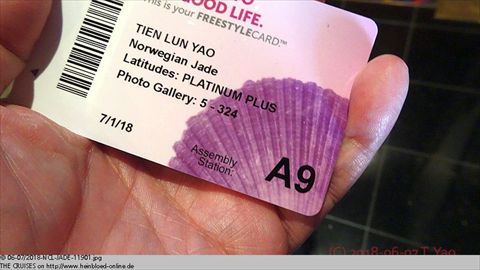 GOOD LIFE.
THIS IS YOUR FREESTYLECARD™
TIEN LUN YAO
Norwegian Jade
Latitudes: PLATINUM PLUS
Photo Gallery: 5 - 324
7/1/18
Assembly
Station:
A9
(C) 2018-06-07 T. Yao
© 06-07/2018-NCL-JADE-11901.jpg
THE CRUISES on http://www.heinbloed-online.de